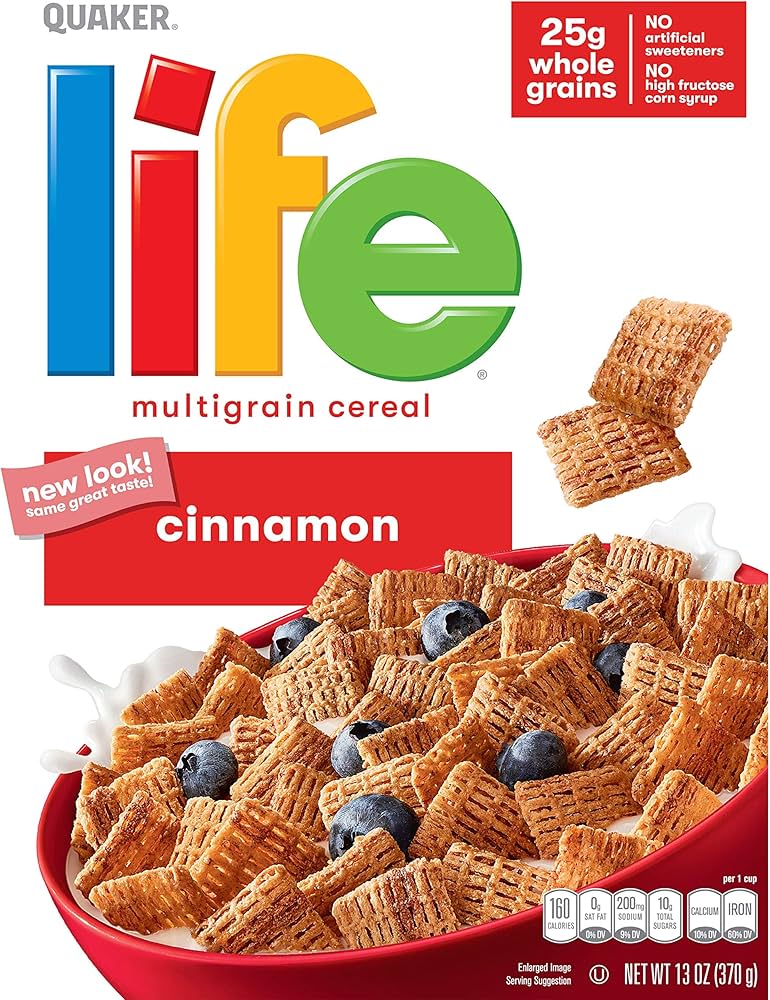 QUAKER®
life®
multigrain cereal
25g
whole
grains
NO
artificial
sweeteners
NO
high fructose
corn syrup
new look!
same great taste!
cinnamon
per 1 cup
160
CALORIES
0g
SAT FAT
0% DV
200mg
SODIUM
9% DV
10g
TOTAL
SUGARS
CALCIUM
10% DV
IRON
60% DV
Enlarged Image
Serving Suggestion
U
NET WT 13 OZ (370 g)